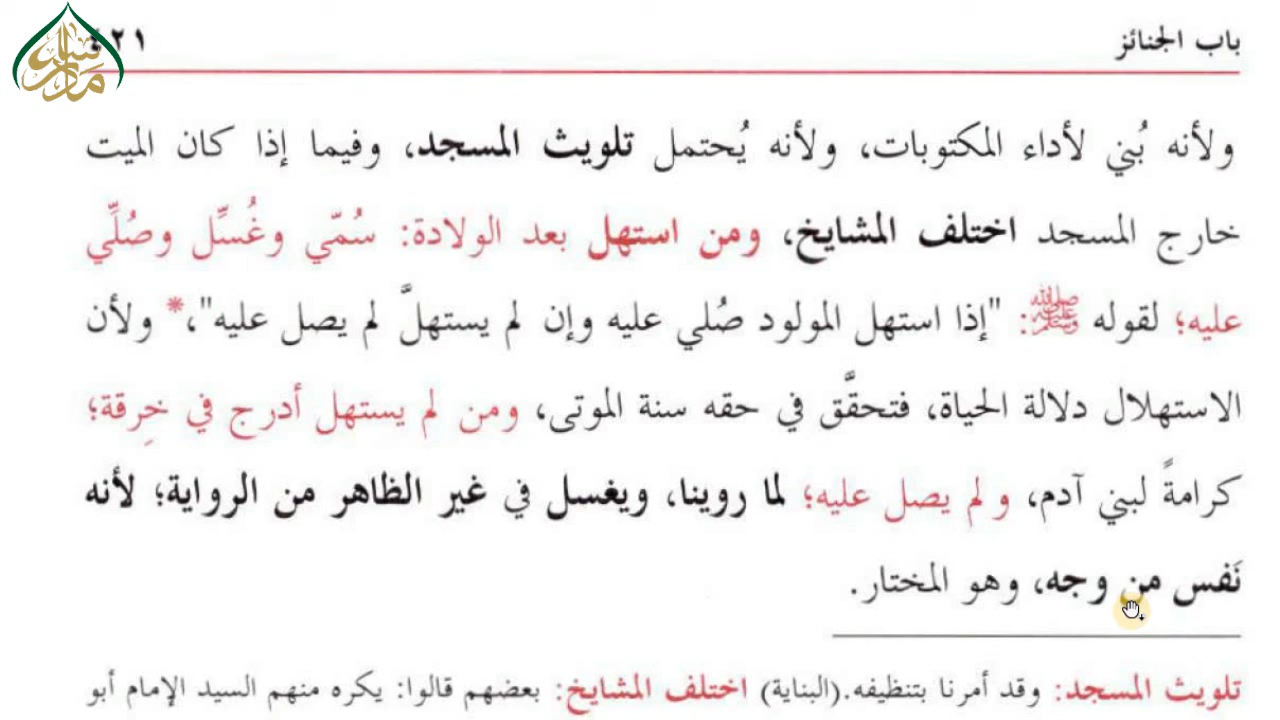 باب الجنائز
ولأنه بُني لأداء المكتوبات، ولأنه يُحتمل تلويث المسجد، وفيما إذا كان الميت
خارج المسجد اختلف المشايخ، ومن استهل بعد الولادة: سُمّي وغُسِّل وصُلِّي
عليه؛ لقوله ﷺ: "إذا استهل المولود صُلي عليه وإن لم يستهلَّ لم يصل عليه"،* ولأن
الاستهلال دلالة الحياة، فتحقَّق في حقه سنة الموتى، ومن لم يستهل أدرج في خِرقة؛
كرامةً لبني آدم، ولم يصل عليه؛ لما روينا، ويغسل في غير الظاهر من الرواية؛ لأنه
نَفس من وجه، وهو المختار.
تلويث المسجد: وقد أمرنا بتنظيفه.(البناية) اختلف المشايخ: بعضهم قالوا: يكره منهم السيد الإمام أبو